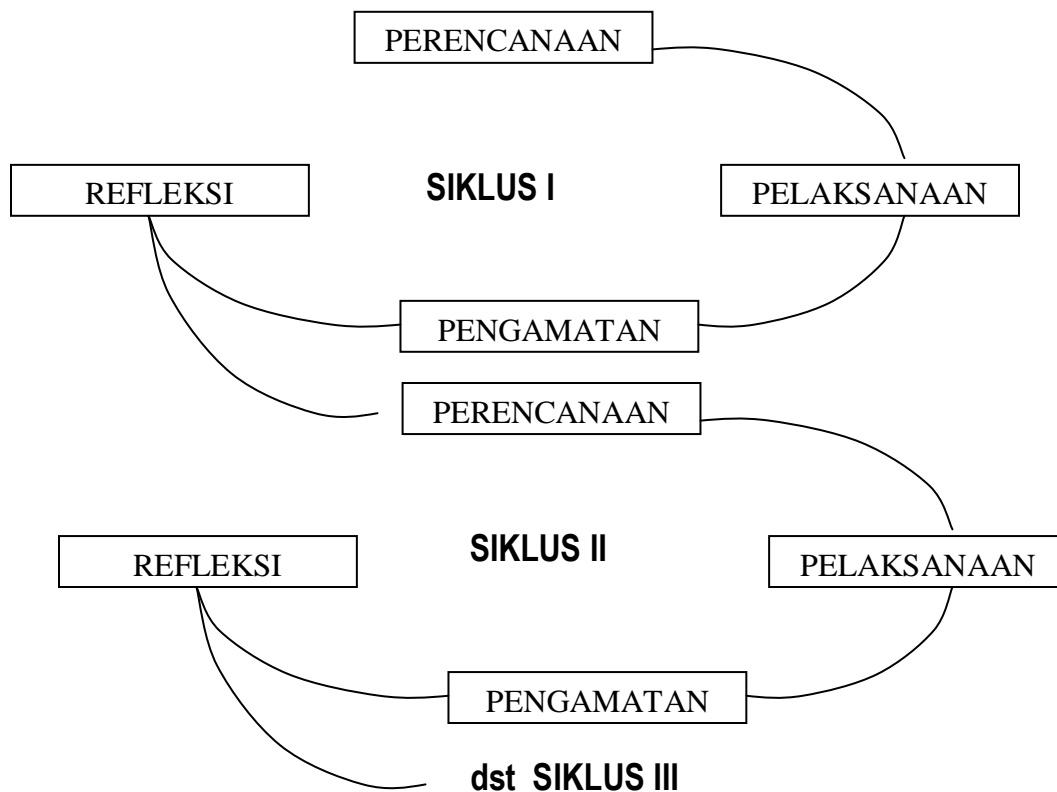 PERENCANAAN
REFLEKSI
SIKLUS I
PELAKSANAAN
PENGAMATAN
PERENCANAAN
REFLEKSI
SIKLUS II
PELAKSANAAN
PENGAMATAN
dst SIKLUS III